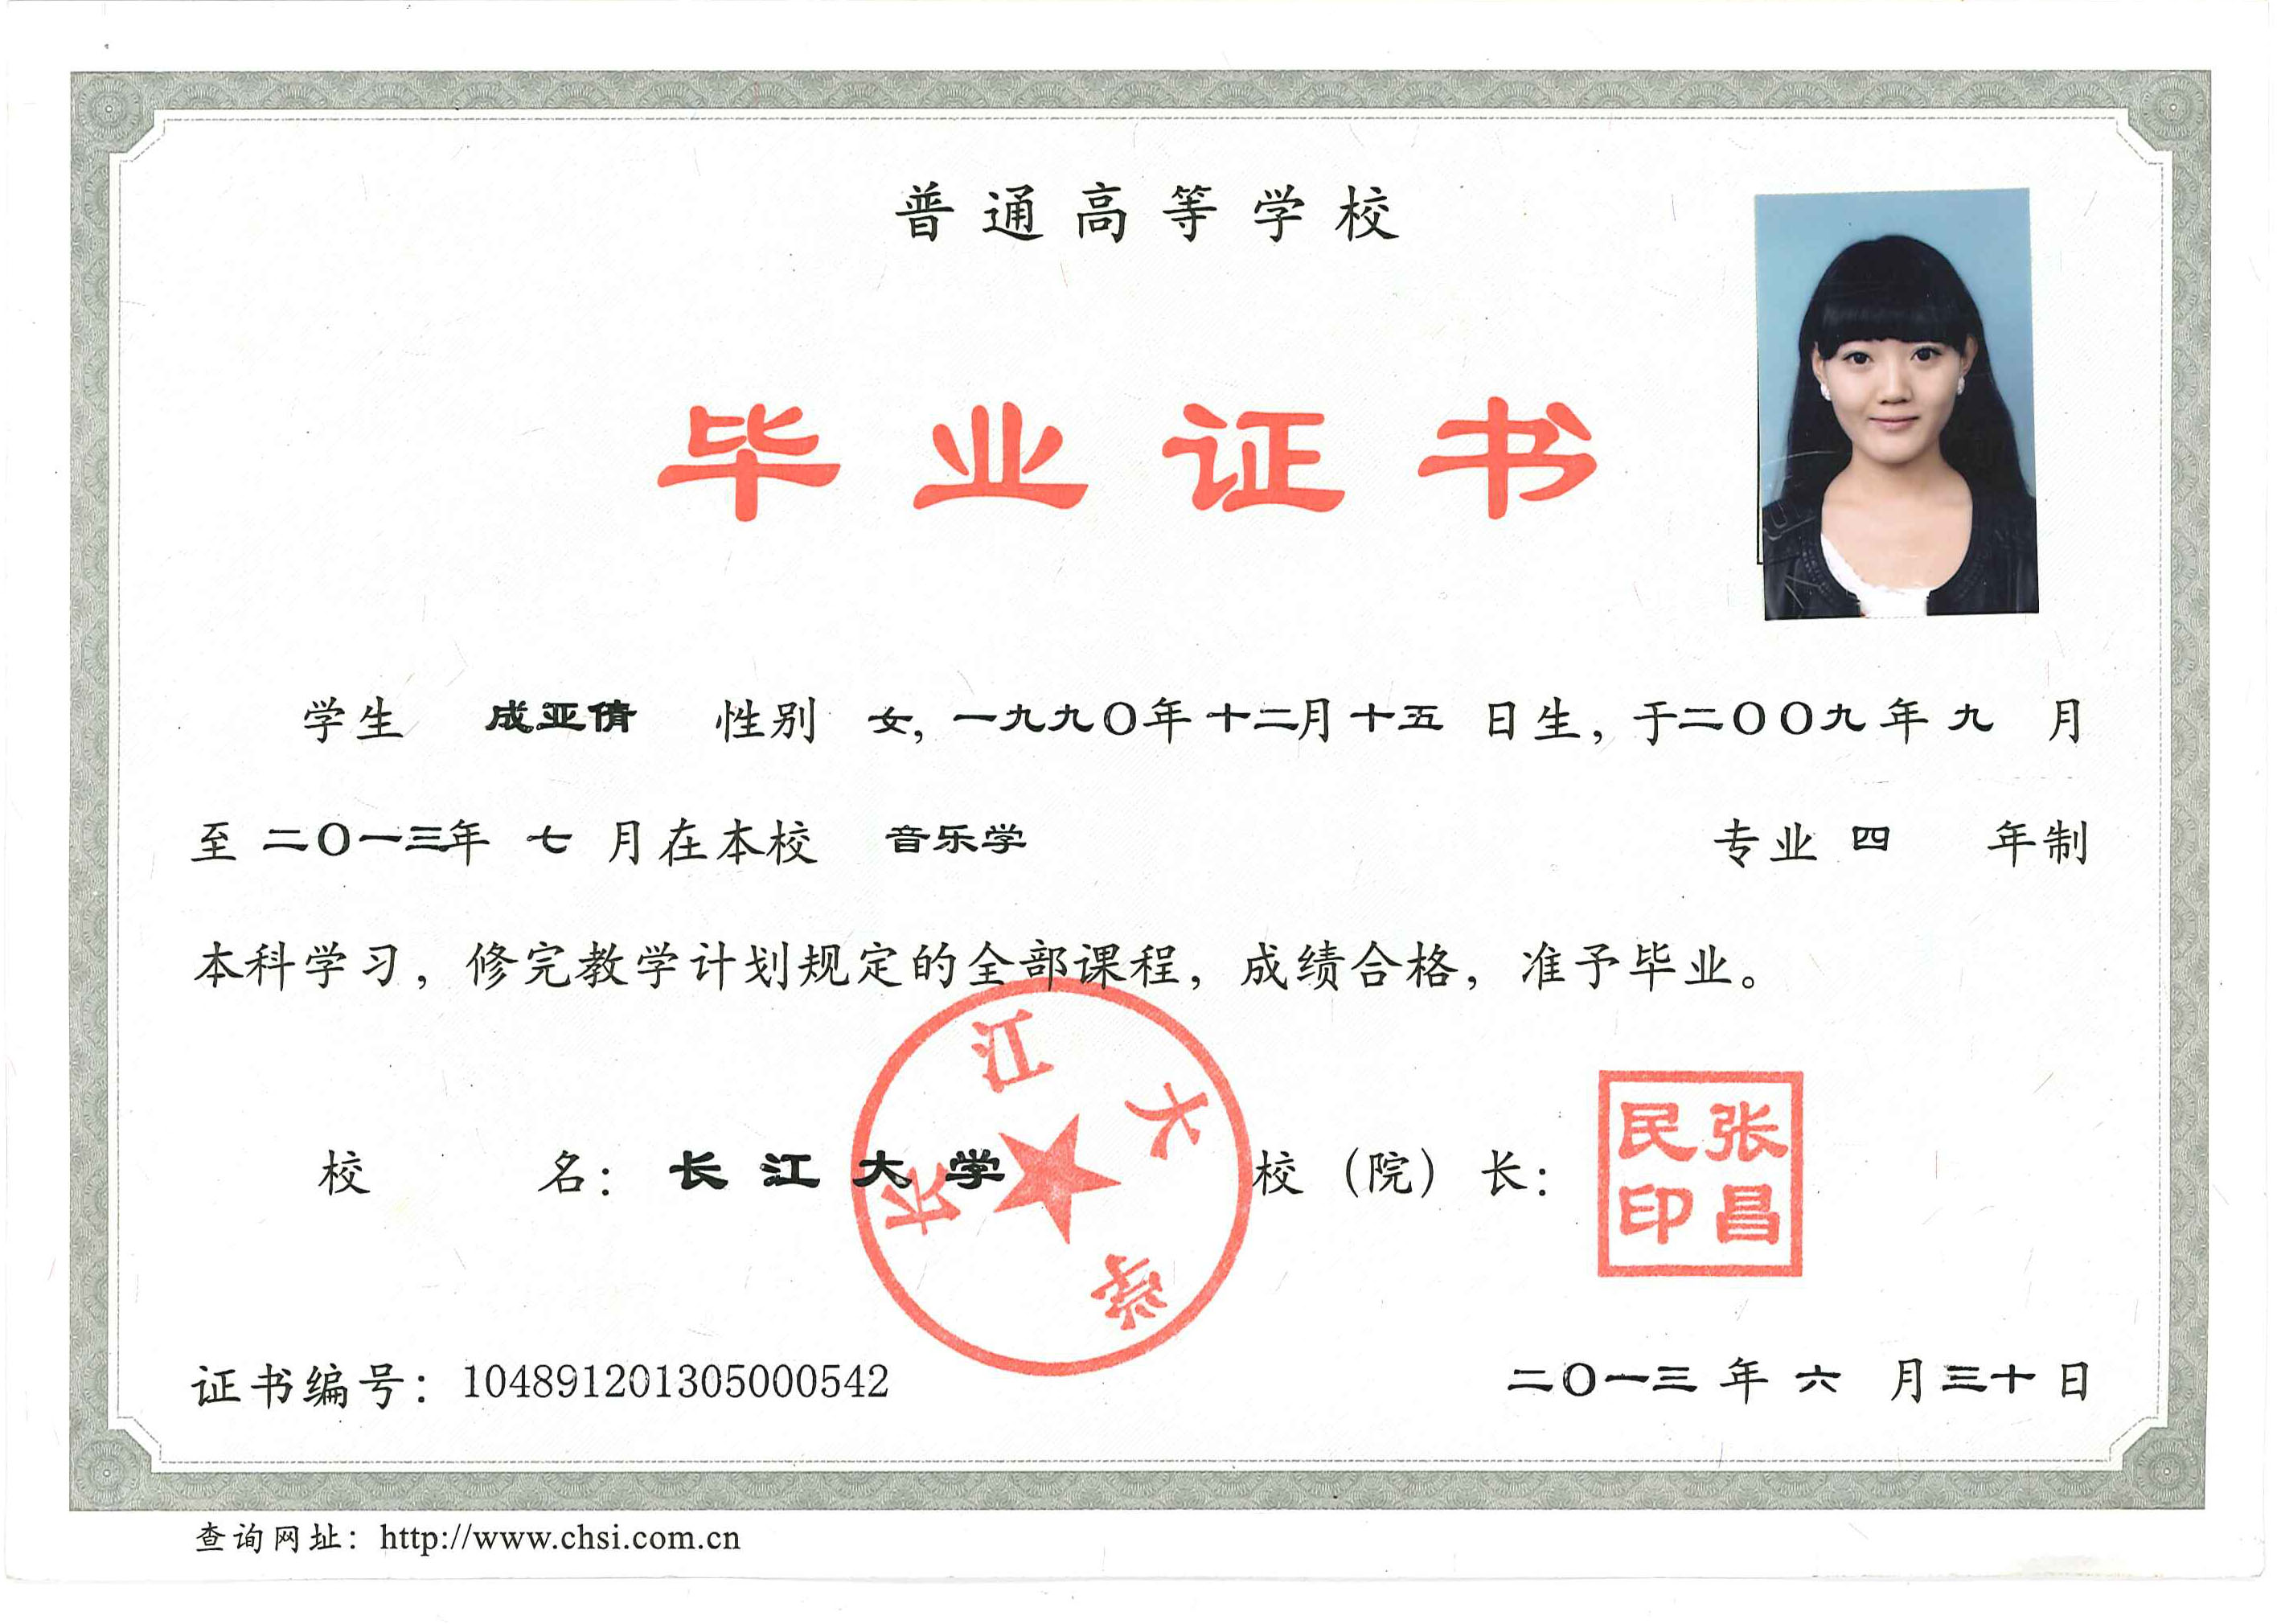 普通高等学校
毕业证书
学生 成亚倩 性别 女，一九九〇年十二月十五日生，于二〇〇九年九月
至二〇一三年七月在本校 音乐学 专业 四 年制
本科学习，修完教学计划规定的全部课程，成绩合格，准予毕业。
长江大学
校 名：长江大学 校（院）长：
张昌民印
证书编号：104891201305000542 二〇一三年六月三十日
查询网址：http://www.chsi.com.cn